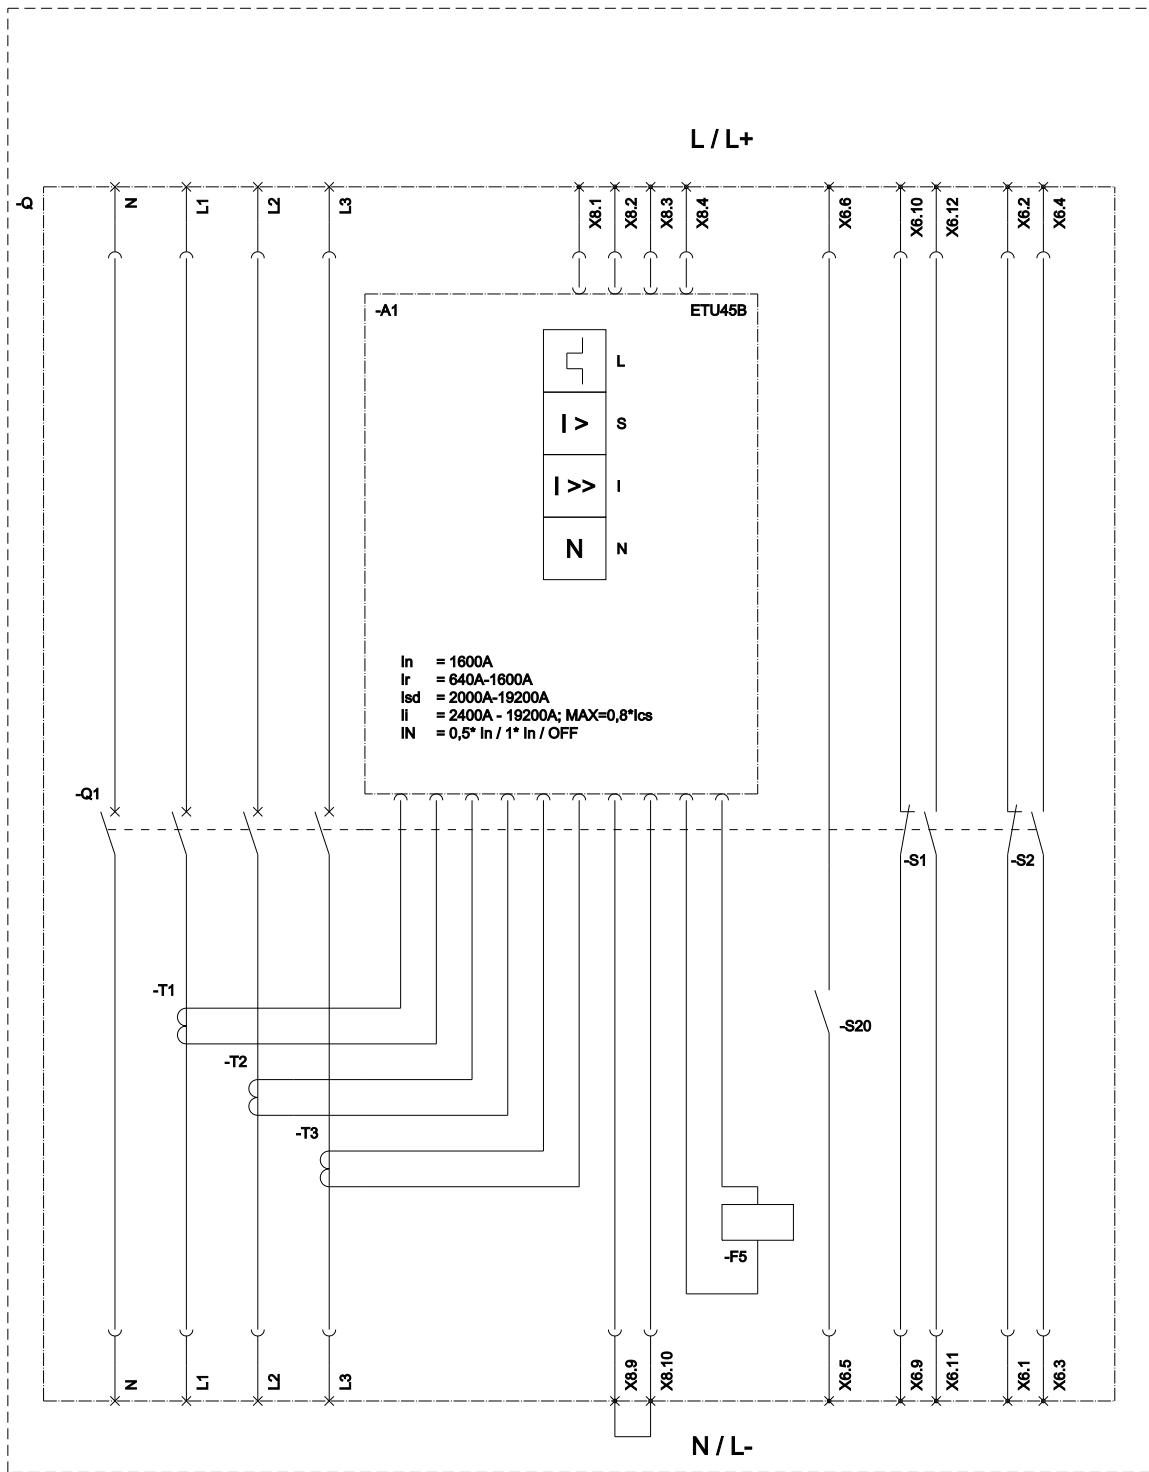 L / L+
-Q
N
L1
L2
L3
X8.1
X8.2
X8.3
X8.4
X6.6
X6.10
X6.12
X6.2
X6.4
-A1
ETU45B
L
I > S
I >> I
N N
In = 1600A
Ir = 640A-1600A
Isd = 2000A-19200A
Ii = 2400A - 19200A; MAX=0,8*Ics
IN = 0,5* In / 1* In / OFF
-Q1
-S1
-S2
-T1
-S20
-T2
-T3
-F5
N
L1
L2
L3
X8.9
X8.10
X6.5
X6.9
X6.11
X6.1
X6.3
N / L-